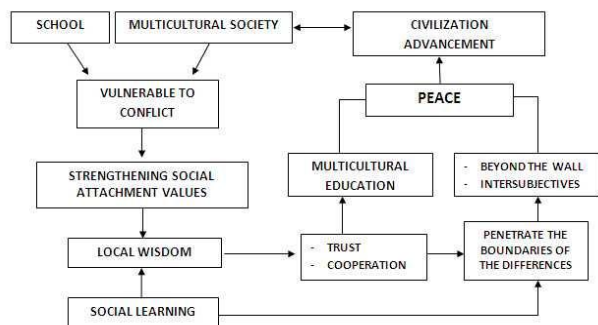 SCHOOL
MULTICULTURAL SOCIETY
CIVILIZATION
ADVANCEMENT
VULNERABLE TO
CONFLICT
PEACE
STRENGTHENING SOCIAL
ATTACHMENT VALUES
MULTICULTURAL
EDUCATION
- BEYOND THE WALL
- INTERSUBJECTIVES
LOCAL WISDOM
- TRUST
- COOPERATION
PENETRATE THE
BOUNDARIES OF
THE DIFFERENCES
SOCIAL LEARNING